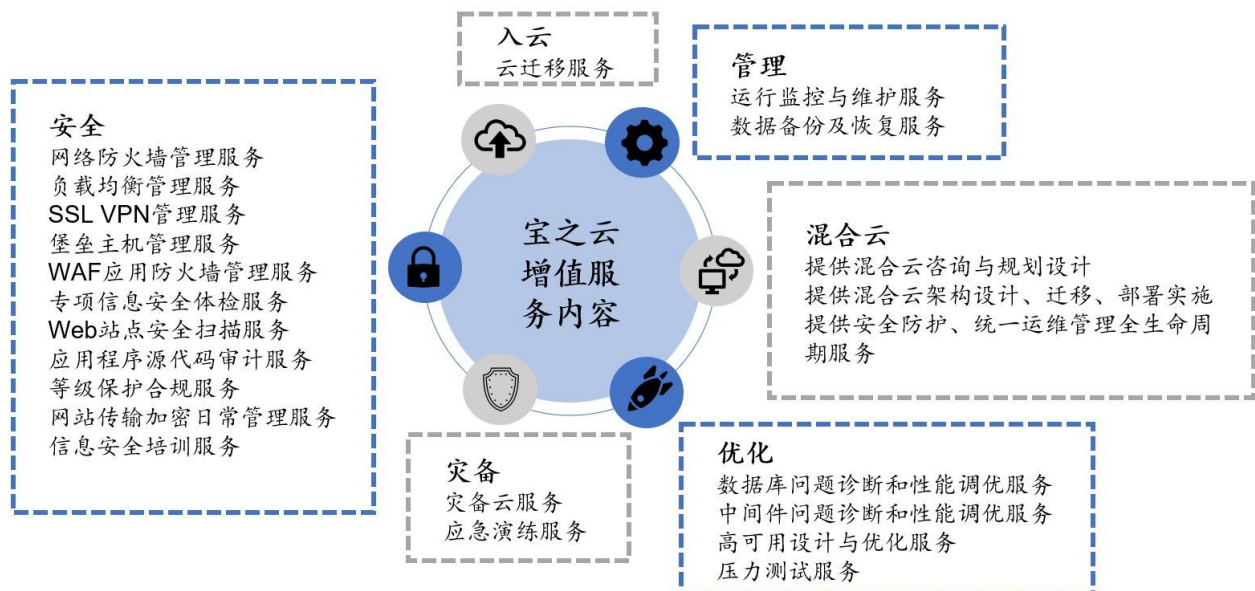 入云
云迁移服务
管理
运行监控与维护服务
数据备份及恢复服务
安全
网络防火墙管理服务
负载均衡管理服务
SSL VPN管理服务
堡垒主机管理服务
WAF应用防火墙管理服务
专项信息安全体检服务
Web站点安全扫描服务
应用程序源代码审计服务
等级保护合规服务
网站传输加密日常管理服务
信息安全培训服务
宝之云
增值服
务内容
混合云
提供混合云咨询与规划设计
提供混合云架构设计、迁移、部署实施
提供安全防护、统一运维管理全生命周
期服务
灾备
灾备云服务
应急演练服务
优化
数据库问题诊断和性能调优服务
中间件问题诊断和性能调优服务
高可用设计与优化服务
压力测试服务